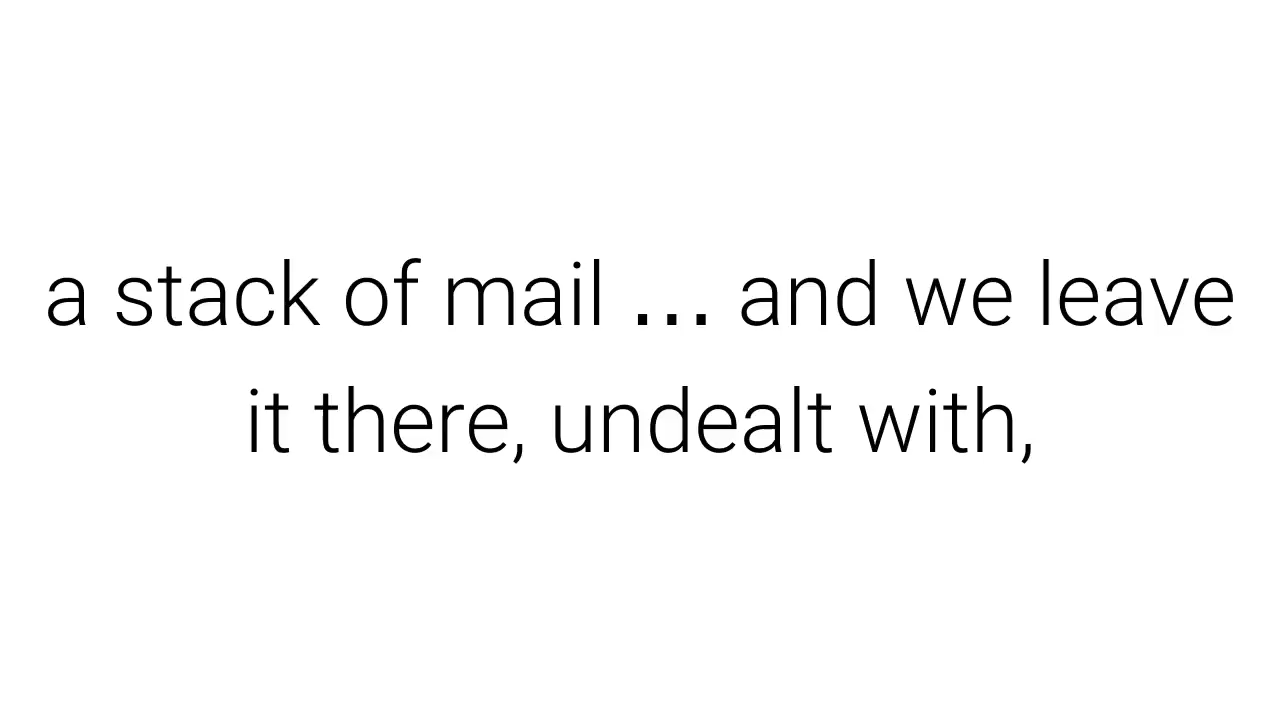 a stack of mail … and we leave
it there, undealt with,